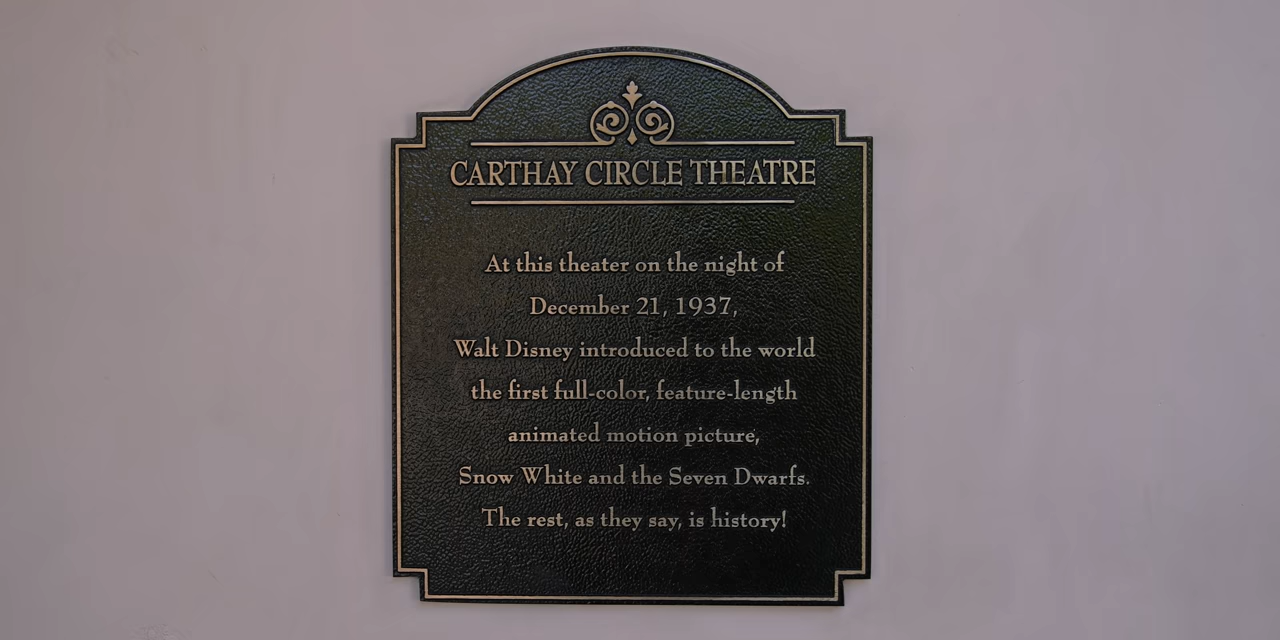 CARTHAY CIRCLE THEATRE
At this theater on the night of
December 21, 1937,
Walt Disney introduced to the world
the first full-color, feature-length
animated motion picture,
Snow White and the Seven Dwarfs.
The rest, as they say, is history!